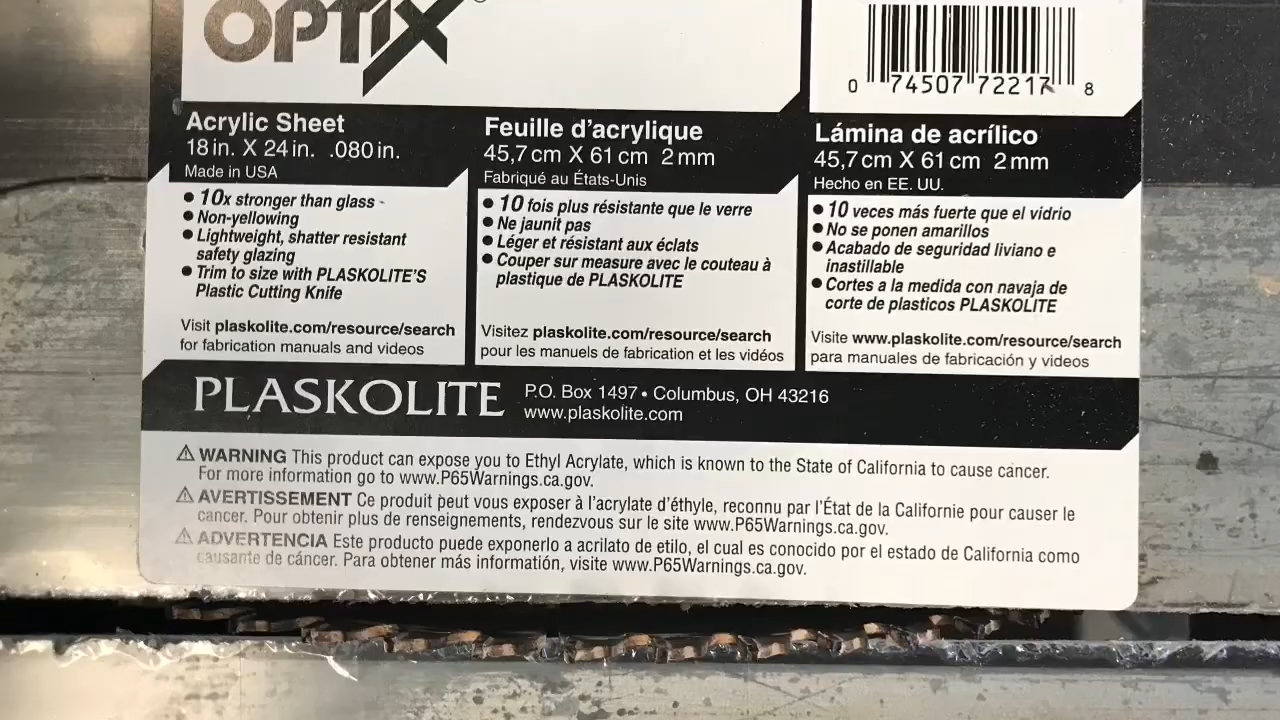 OPTIX
0 74507 72217 8
Acrylic Sheet
18 in. X 24 in. .080 in.
Made in USA
• 10x stronger than glass
• Non-yellowing
• Lightweight, shatter resistant
safety glazing
• Trim to size with PLASKOLITE'S
Plastic Cutting Knife
Visit plaskolite.com/resource/search
for fabrication manuals and videos
Feuille d'acrylique
45,7 cm X 61 cm 2 mm
Fabriqué au États-Unis
• 10 fois plus résistante que le verre
• Ne jaunit pas
• Léger et résistant aux éclats
• Couper sur measure avec le couteau à
plastique de PLASKOLITE
Visitez plaskolite.com/resource/search
pour les manuels de fabrication et les vidéos
Lámina de acrílico
45,7 cm X 61 cm 2 mm
Hecho en EE. UU.
• 10 veces más fuerte que el vidrio
• No se ponen amarillos
• Acabado de seguridad liviano e
inastillable
• Cortes a la medida con navaja de
corte de plasticos PLASKOLITE
Visite www.plaskolite.com/resource/search
para manuales de fabricación y videos
PLASKOLITE
P.O. Box 1497 • Columbus, OH 43216
www.plaskolite.com
⚠ WARNING This product can expose you to Ethyl Acrylate, which is known to the State of California to cause cancer.
For more information go to www.P65Warnings.ca.gov.
⚠ AVERTISSEMENT Ce produit peut vous exposer à l'acrylate d'éthyle, reconnu par l'État de la Californie pour causer le
cancer. Pour obtenir plus de renseignements, rendezvous sur le site www.P65Warnings.ca.gov.
⚠ ADVERTENCIA Este producto puede exponerlo a acrilato de etilo, el cual es conocido por el estado de California como
causante de cáncer. Para obtener más informatión, visite www.P65Warnings.ca.gov.